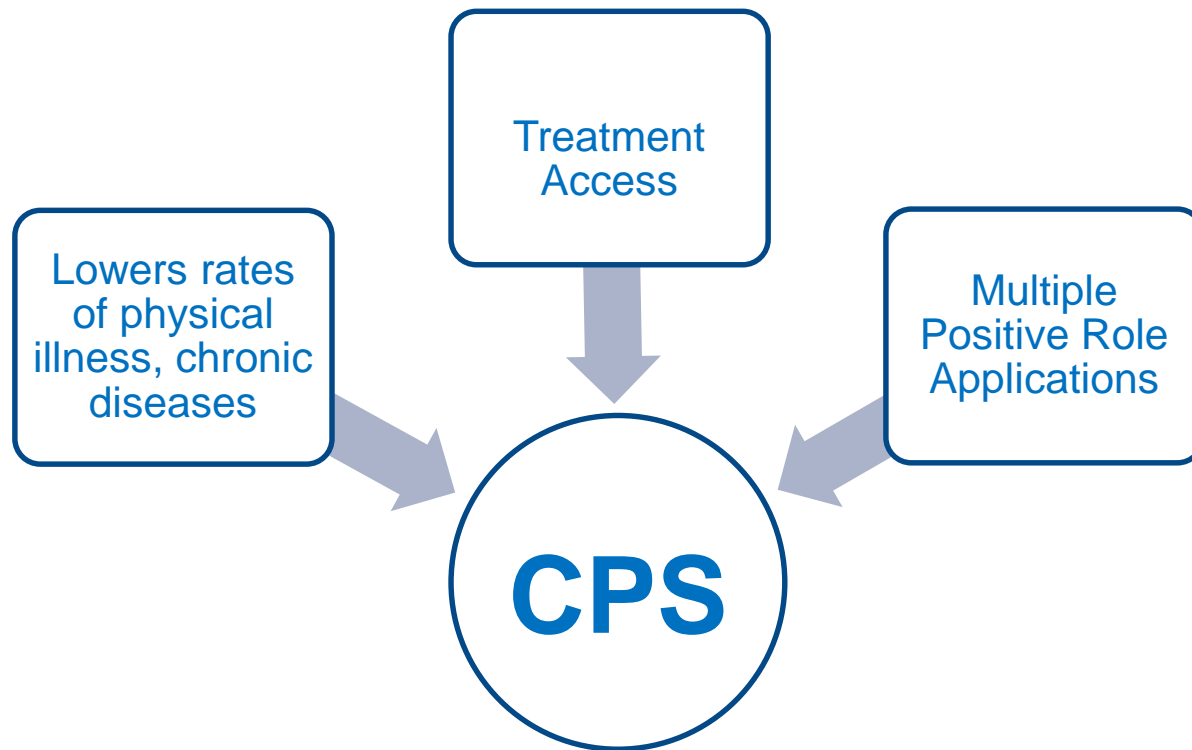 Treatment
Access
Lowers rates
of physical
illness, chronic
diseases
Multiple
Positive Role
Applications
CPS